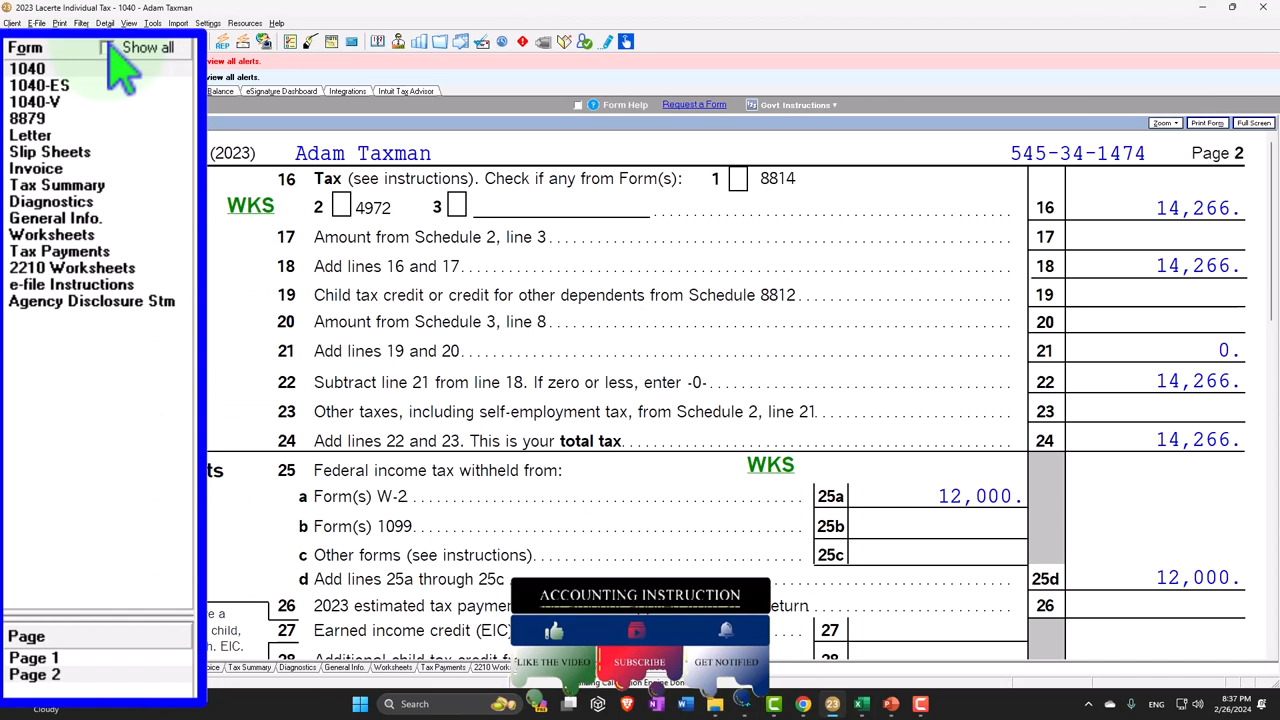 2023 Lacerte Individual Tax - 1040 - Adam Taxman
Client E-File Print Filter Detail View Tools Import Settings Resources Help
REP
view all alerts.
view all alerts.
Balance eSignature Dashboard Integrations Intuit Tax Advisor
Form Help Request a Form Govt Instructions
Zoom Print Form Full Screen
Form Show all
1040
1040-ES
1040-V
8879
Letter
Slip Sheets
Invoice
Tax Summary
Diagnostics
General Info.
Worksheets
Tax Payments
2210 Worksheets
e-file Instructions
Agency Disclosure Stm
Page
Page 1
Page 2
(2023) Adam Taxman 545-34-1474 Page 2
16 Tax (see instructions). Check if any from Form(s): 1 8814
WKS 2 4972 3 16 14,266.
17 Amount from Schedule 2, line 3 17
18 Add lines 16 and 17 18 14,266.
19 Child tax credit or credit for other dependents from Schedule 8812 19
20 Amount from Schedule 3, line 8 20
21 Add lines 19 and 20 21 0.
22 Subtract line 21 from line 18. If zero or less, enter -0- 22 14,266.
23 Other taxes, including self-employment tax, from Schedule 2, line 21 23
24 Add lines 22 and 23. This is your total tax 24 14,266.
ts 25 Federal income tax withheld from: WKS
a Form(s) W-2 25a 12,000.
b Form(s) 1099 25b
c Other forms (see instructions) 25c
d Add lines 25a through 25c 25d 12,000.
26 2023 estimated tax paymen return 26
e a
child,
h. EIC.
27 Earned income credit (EIC) 27
28
ACCOUNTING INSTRUCTION
LIKE THE VIDEO SUBSCRIBE GET NOTIFIED
oice Tax Summary Diagnostics General Info. Worksheets Tax Payments 2210 Work
Cloudy
Search
ENG
8:37 PM
2/26/2024